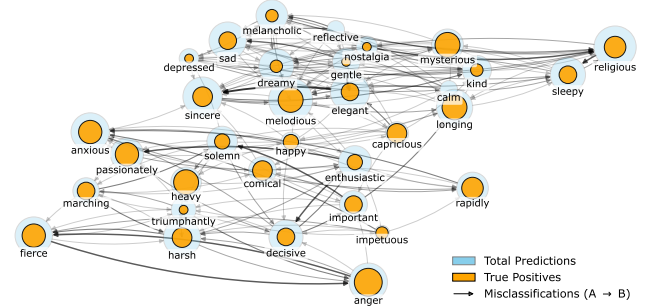 melancholic
reflective
sad
nostalgia
mysterious
religious
depressed
gentle
dreamy
kind
sleepy
calm
sincere
melodious
elegant
longing
capricious
anxious
solemn
happy
passionately
comical
enthusiastic
heavy
marching
rapidly
triumphantly
important
fierce
harsh
decisive
impetuous
anger
Total Predictions
True Positives
Misclassifications (A → B)